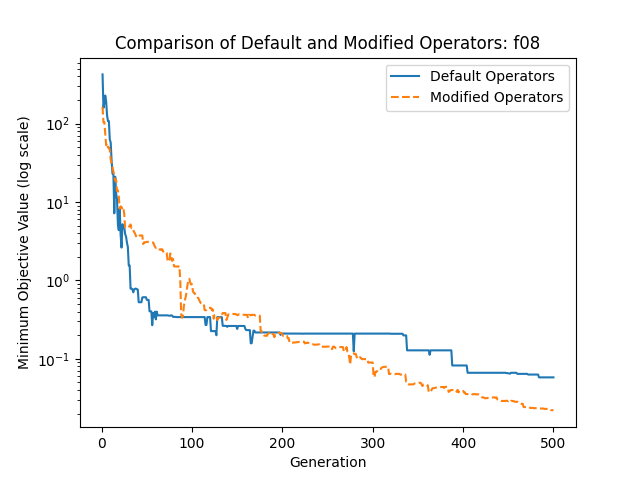 Comparison of Default and Modified Operators: f08
Default Operators
Modified Operators
Minimum Objective Value (log scale)
10²
10¹
10⁰
10⁻¹
0 100 200 300 400 500
Generation